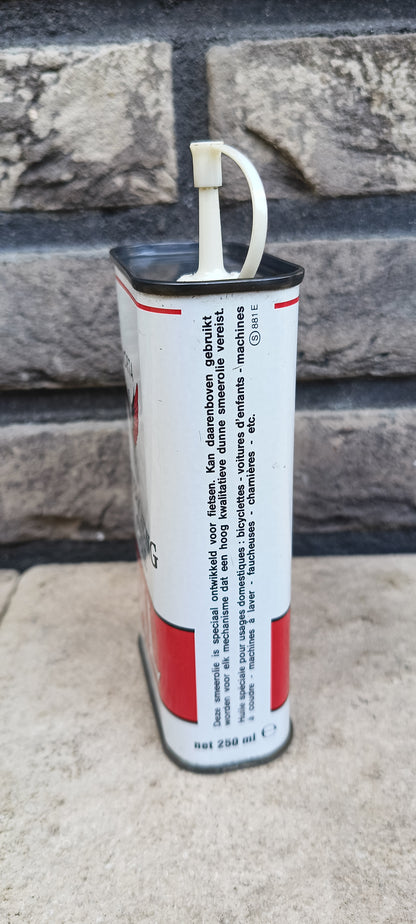 Deze smeerolie is speciaal ontwikkeld voor fietsen. Kan daarenboven gebruikt
worden voor elk mechanisme dat een hoog kwalitatieve dunne smeerolie vereist.
Huile spéciale pour usages domestiques : bicyclettes - voitures d'enfants - machines
à coudre - machines à laver - faucheuses - charnières - etc.
S 881 E
net 250 ml ℮